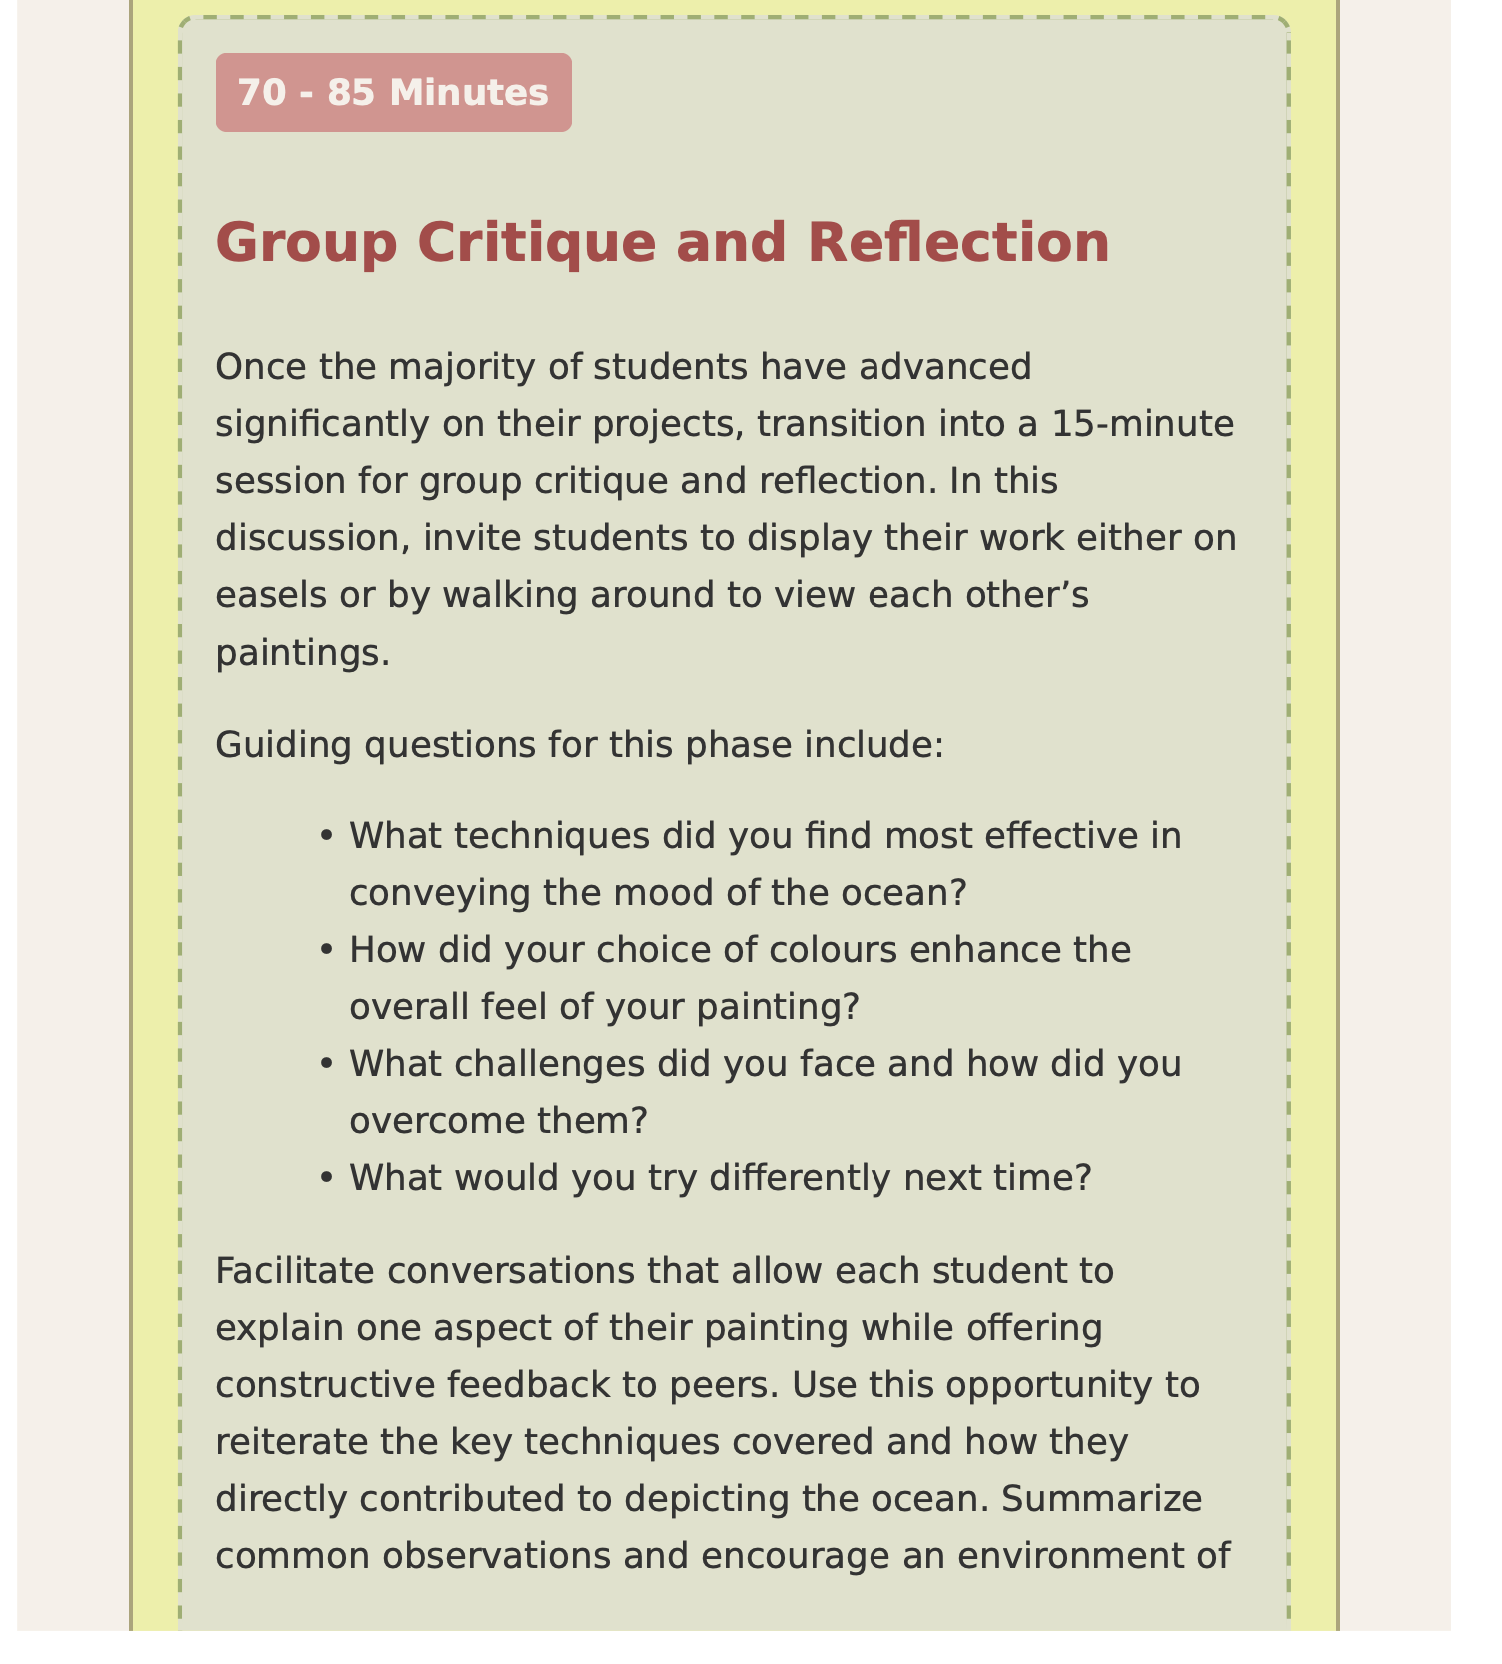 70 - 85 Minutes
Group Critique and Reflection
Once the majority of students have advanced
significantly on their projects, transition into a 15-minute
session for group critique and reflection. In this
discussion, invite students to display their work either on
easels or by walking around to view each other’s
paintings.
Guiding questions for this phase include:
• What techniques did you find most effective in
conveying the mood of the ocean?
• How did your choice of colours enhance the
overall feel of your painting?
• What challenges did you face and how did you
overcome them?
• What would you try differently next time?
Facilitate conversations that allow each student to
explain one aspect of their painting while offering
constructive feedback to peers. Use this opportunity to
reiterate the key techniques covered and how they
directly contributed to depicting the ocean. Summarize
common observations and encourage an environment of